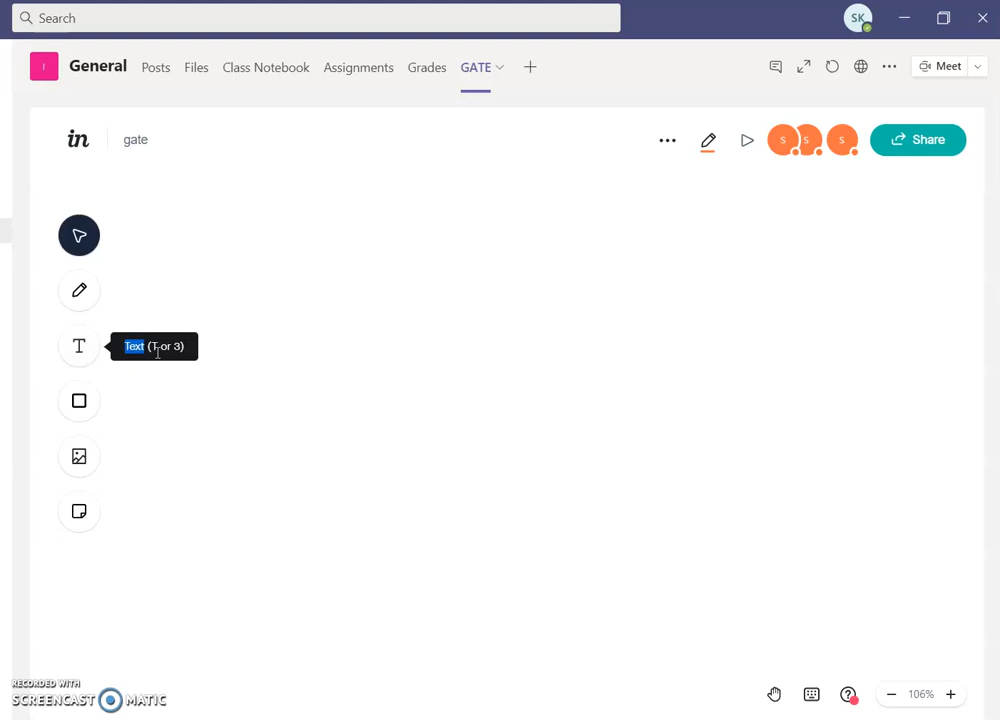 Search
SK
I
General Posts Files Class Notebook Assignments Grades GATE
Meet
in gate
S S S
Share
T
Text (T or 3)
106%
RECORDED WITH
SCREENCAST MATIC